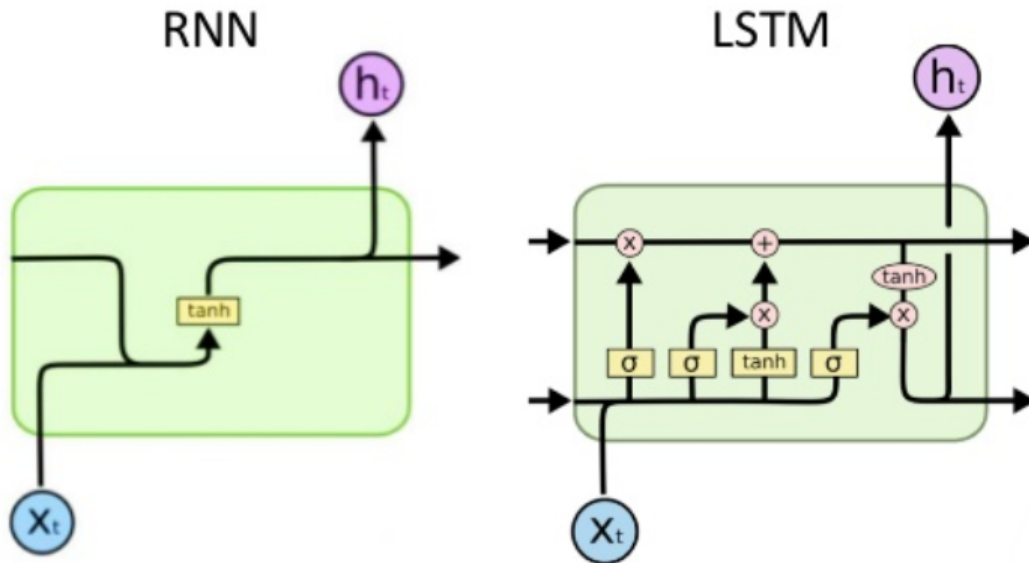 RNN
LSTM
hₜ
tanh
xₜ
hₜ
x
+
tanh
x
x
σ
σ
tanh
σ
xₜ